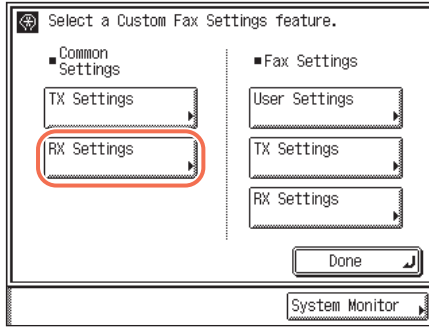 Select a Custom Fax Settings feature.
■Common
Settings
TX Settings
RX Settings
■Fax Settings
User Settings
TX Settings
RX Settings
Done
System Monitor